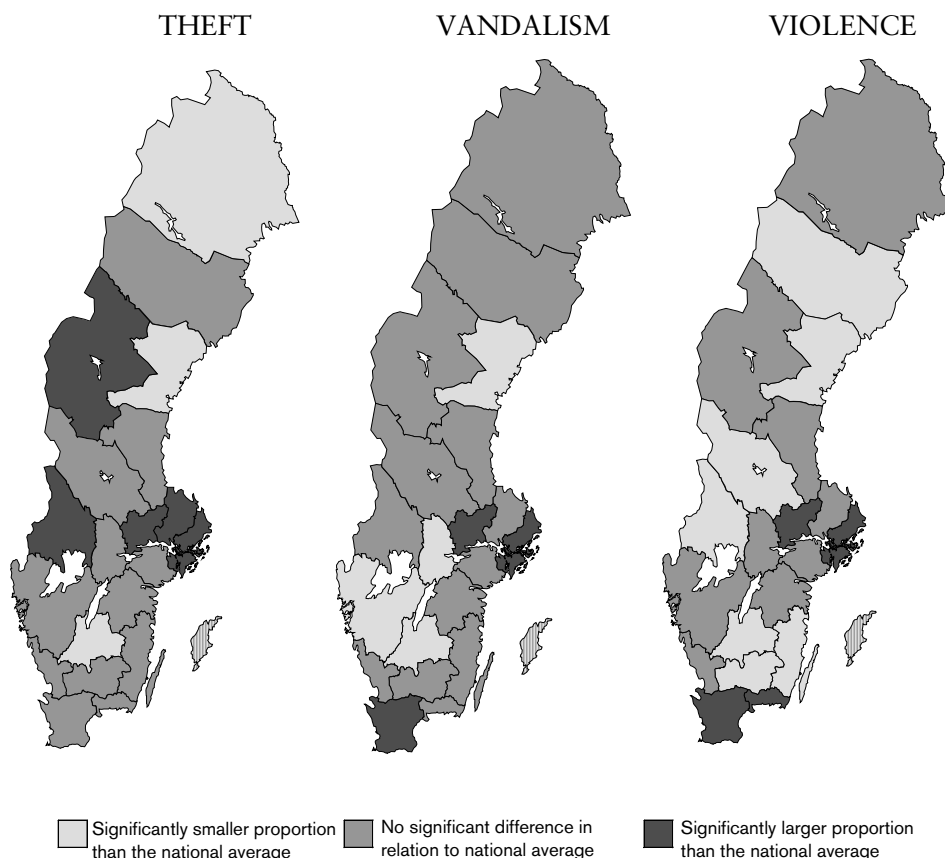 THEFT
VANDALISM
VIOLENCE
Significantly smaller proportion
than the national average
No significant difference in
relation to national average
Significantly larger proportion
than the national average